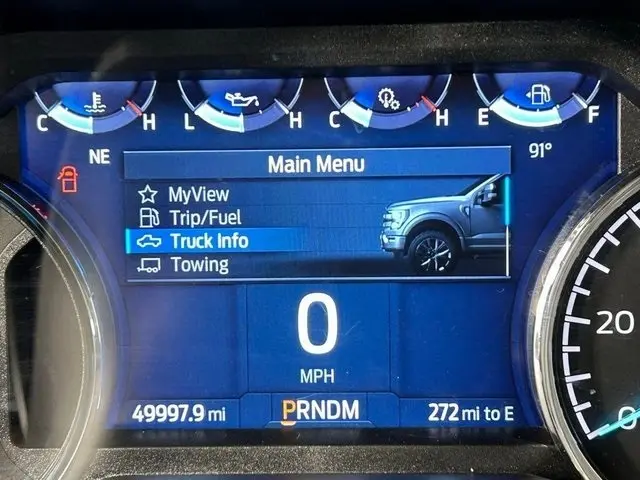 C H L H C H E F
NE
91°
Main Menu
MyView
Trip/Fuel
Truck Info
Towing
0
MPH
49997.9 mi
PRNDM
272 mi to E
20
0